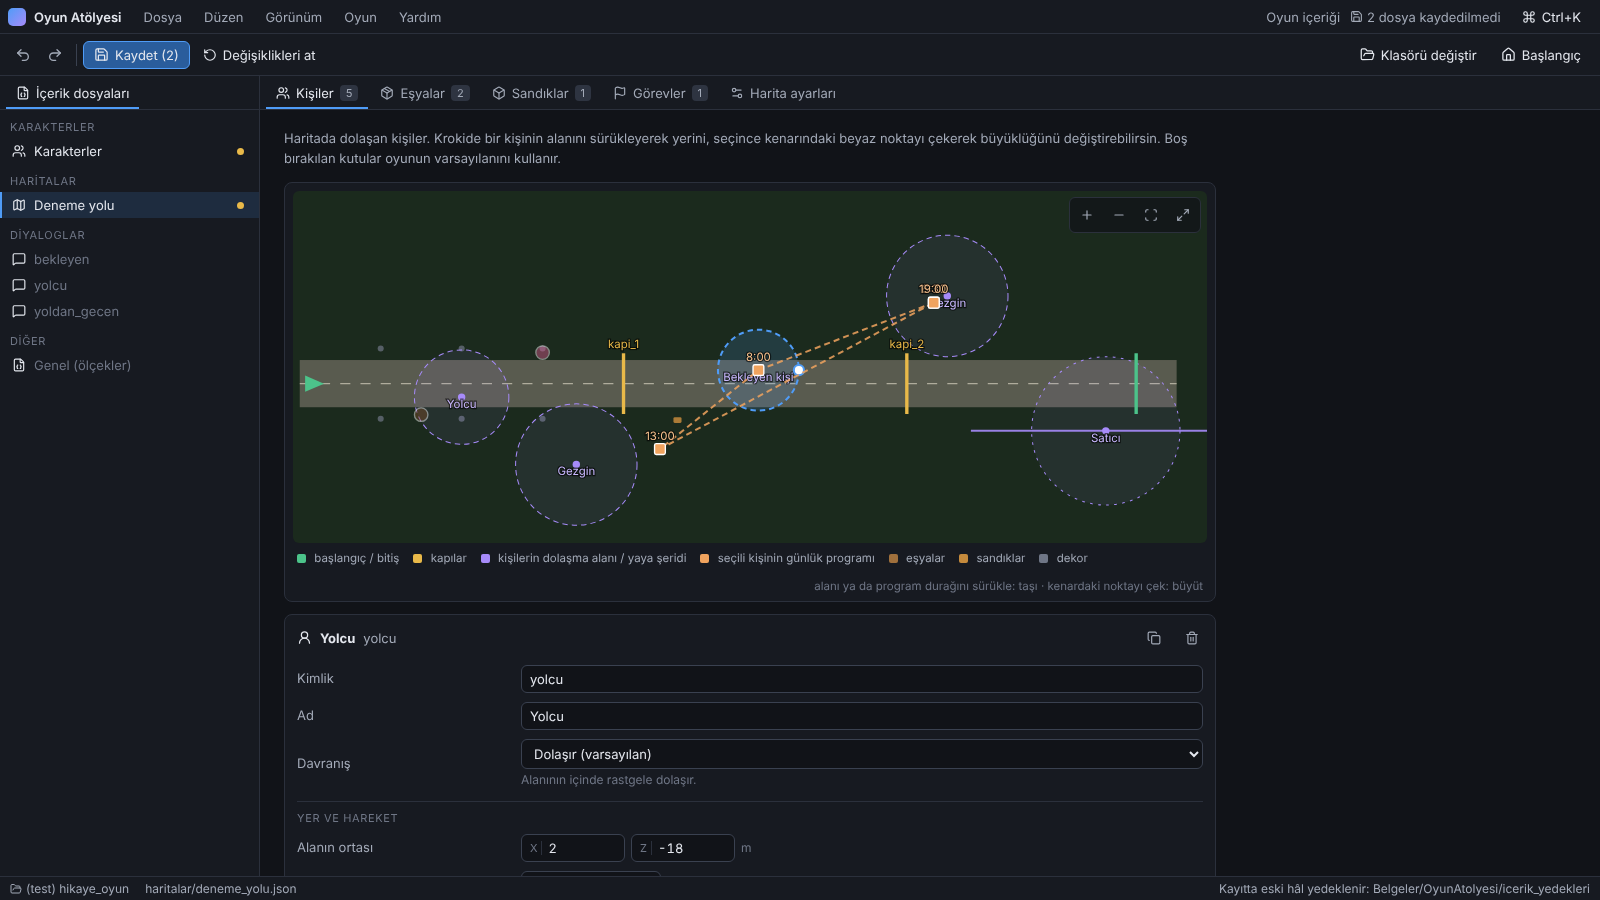 Oyun Atölyesi Dosya Düzen Görünüm Oyun Yardım Oyun içeriği 2 dosya kaydedilmedi ⌘ Ctrl+K
Kaydet (2) Değişiklikleri at Klasörü değiştir Başlangıç
İçerik dosyaları
KARAKTERLER
Karakterler
HARİTALAR
Deneme yolu
DİYALOGLAR
bekleyen
yolcu
yoldan_gecen
DİĞER
Genel (ölçekler)
Kişiler 5 Eşyalar 2 Sandıklar 1 Görevler 1 Harita ayarları
Haritada dolaşan kişiler. Krokide bir kişinin alanını sürükleyerek yerini, seçince kenarındaki beyaz noktayı çekerek büyüklüğünü değiştirebilirsin. Boş
bırakılan kutular oyunun varsayılanını kullanır.
19:00
ezgin
kapi_1
kapi_2
8:00
Bekleyen kişi
Yolcu
13:00
Satıcı
Gezgin
başlangıç / bitiş kapılar kişilerin dolaşma alanı / yaya şeridi seçili kişinin günlük programı eşyalar sandıklar dekor
alanı ya da program durağını sürükle: taşı · kenardaki noktayı çek: büyüt
Yolcu yolcu
Kimlik yolcu
Ad Yolcu
Davranış Dolaşır (varsayılan)
Alanının içinde rastgele dolaşır.
YER VE HAREKET
Alanın ortası X 2 Z -18 m
(test) hikaye_oyun haritalar/deneme_yolu.json Kayıtta eski hâl yedeklenir: Belgeler/OyunAtolyesi/icerik_yedekleri